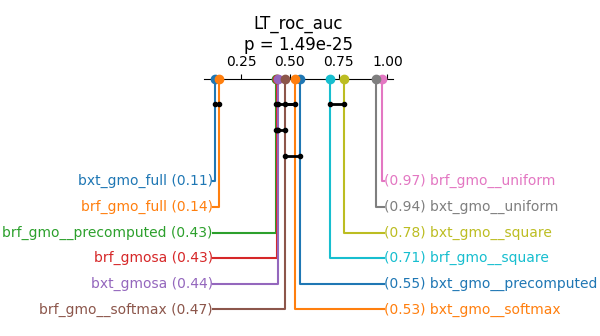 LT_roc_auc
p = 1.49e-25
0.25 0.50 0.75 1.00
bxt_gmo_full (0.11)
(0.97) brf_gmo__uniform
brf_gmo_full (0.14)
(0.94) bxt_gmo__uniform
brf_gmo__precomputed (0.43)
(0.78) bxt_gmo__square
brf_gmosa (0.43)
(0.71) brf_gmo__square
bxt_gmosa (0.44)
(0.55) bxt_gmo__precomputed
brf_gmo__softmax (0.47)
(0.53) bxt_gmo__softmax